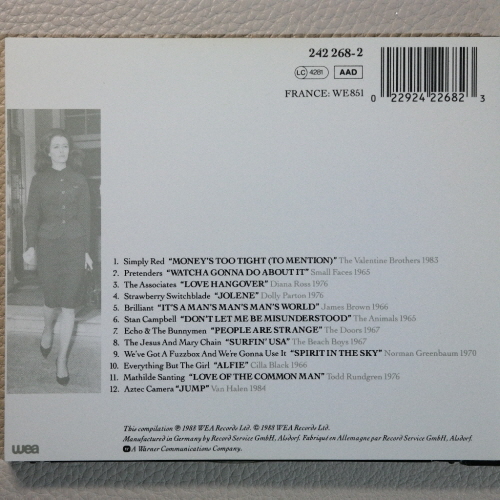 242 268-2
LC 4281 AAD
FRANCE: WE 851
0 22924 22682 3
1. Simply Red "MONEY'S TOO TIGHT (TO MENTION)" The Valentine Brothers 1983
2. Pretenders "WATCHA GONNA DO ABOUT IT" Small Faces 1965
3. The Associates "LOVE HANGOVER" Diana Ross 1976
4. Strawberry Switchblade "JOLENE" Dolly Parton 1976
5. Brilliant "IT'S A MAN'S MAN'S MAN'S WORLD" James Brown 1966
6. Stan Campbell "DON'T LET ME BE MISUNDERSTOOD" The Animals 1965
7. Echo & The Bunnymen "PEOPLE ARE STRANGE" The Doors 1967
8. The Jesus And Mary Chain "SURFIN' USA" The Beach Boys 1967
9. We've Got A Fuzzbox And We're Gonna Use It "SPIRIT IN THE SKY" Norman Greenbaum 1970
10. Everything But The Girl "ALFIE" Cilla Black 1966
11. Mathilde Santing "LOVE OF THE COMMON MAN" Todd Rundgren 1976
12. Aztec Camera "JUMP" Van Halen 1984
This compilation ℗ 1988 WEA Records Ltd. © 1988 WEA Records Ltd.
Manufactured in Germany by Record Service GmbH, Alsdorf. Fabriqué en Allemagne par Record Service GmbH, Alsdorf.
A Warner Communications Company.
wea